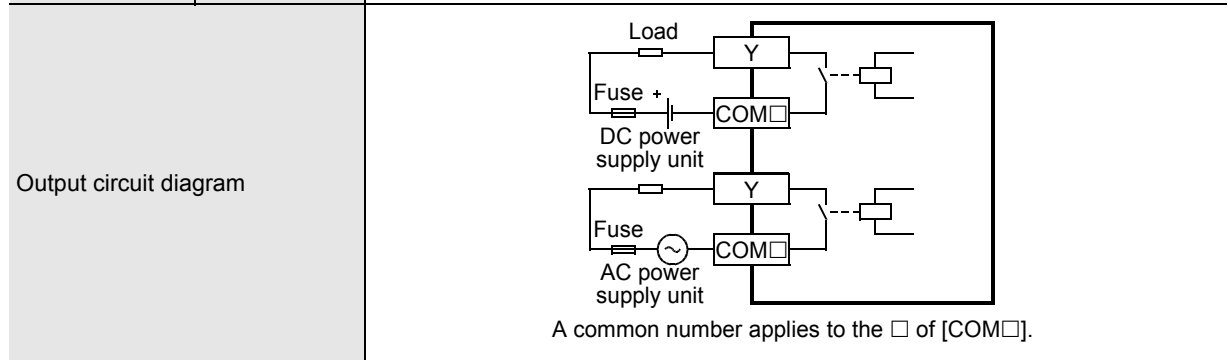 Output circuit diagram
Load
Y
Fuse +
COM□
DC power
supply unit
Y
Fuse
COM□
AC power
supply unit
A common number applies to the □ of [COM□].